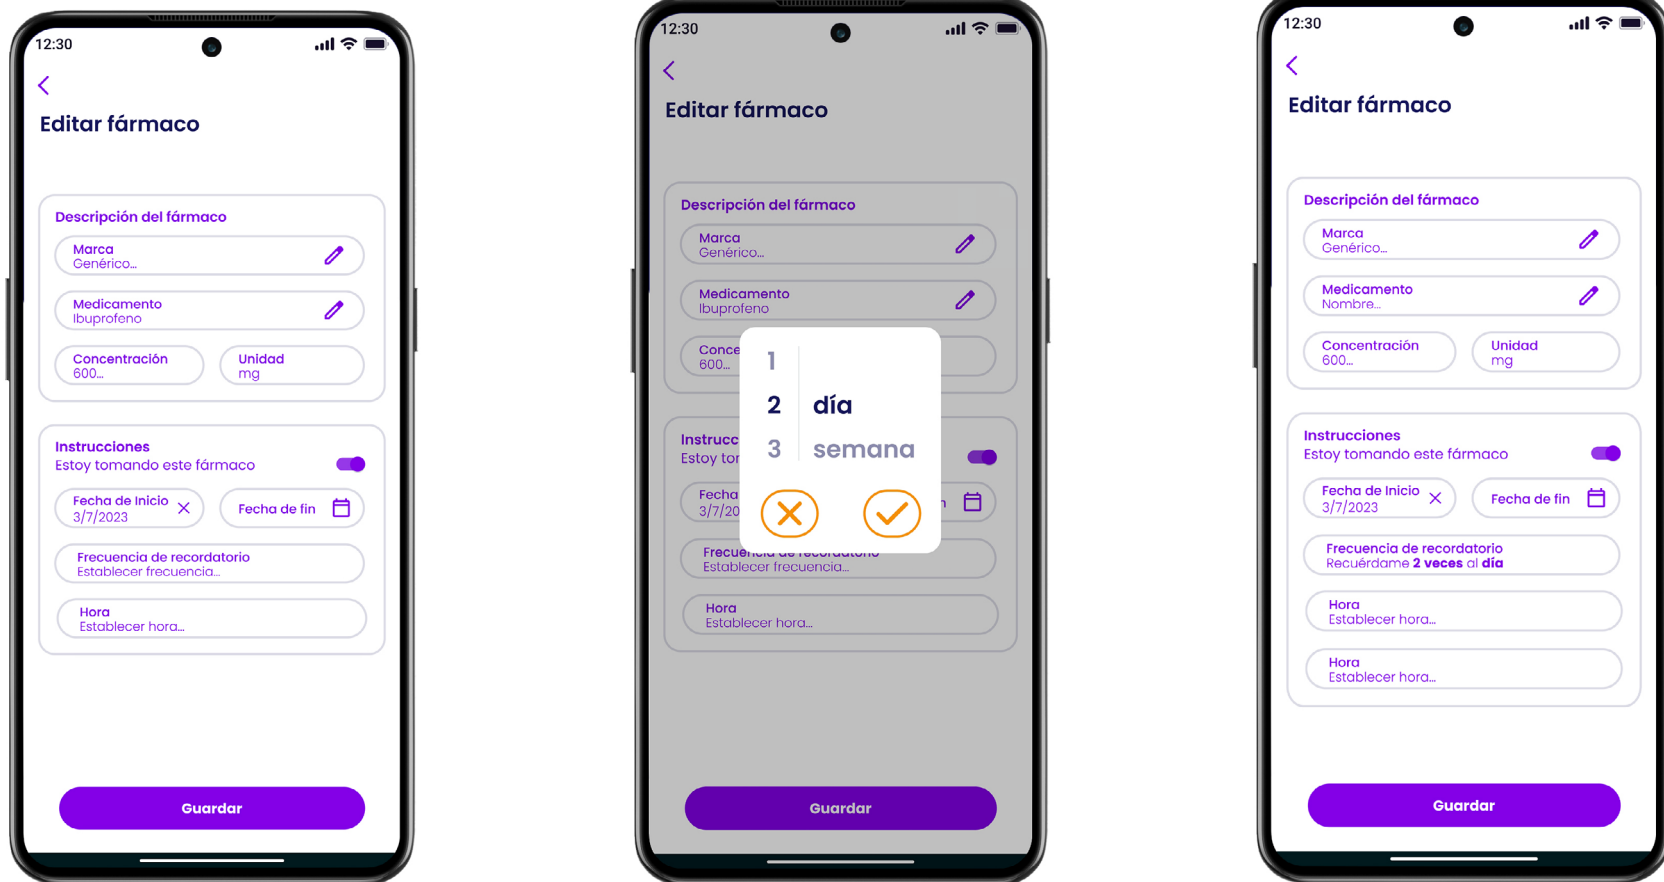 12:30
Editar fármaco
Descripción del fármaco
Marca
Genérico...
Medicamento
Ibuprofeno
Concentración
600...
Unidad
mg
Instrucciones
Estoy tomando este fármaco
Fecha de Inicio
3/7/2023
Fecha de fin
Frecuencia de recordatorio
Establecer frecuencia...
Hora
Establecer hora...
Guardar
12:30
Editar fármaco
Descripción del fármaco
Marca
Genérico...
Medicamento
Ibuprofeno
Conce
600...
1
2 día
3 semana
Instrucc
Estoy tor
Fecha
3/7/20
Frecuencia de recordatorio
Establecer frecuencia...
Hora
Establecer hora...
Guardar
12:30
Editar fármaco
Descripción del fármaco
Marca
Genérico...
Medicamento
Nombre...
Concentración
600...
Unidad
mg
Instrucciones
Estoy tomando este fármaco
Fecha de Inicio
3/7/2023
Fecha de fin
Frecuencia de recordatorio
Recuérdame 2 veces al día
Hora
Establecer hora...
Hora
Establecer hora...
Guardar